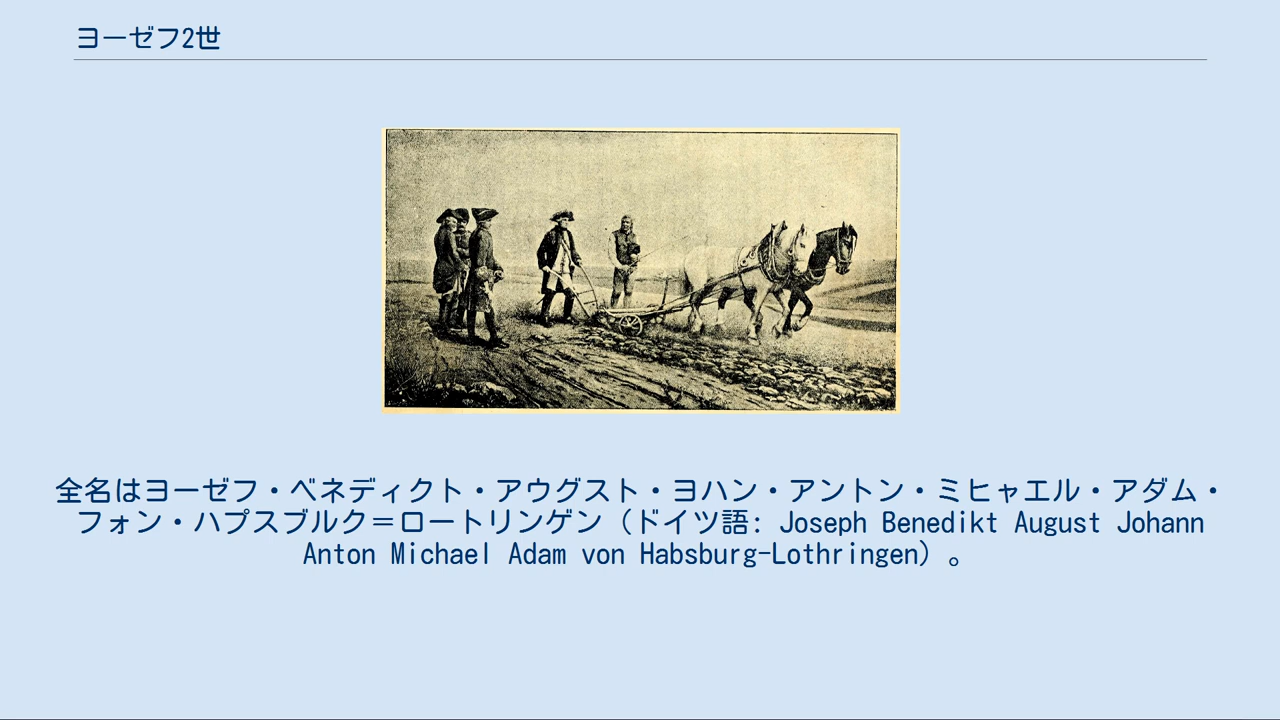 ヨーゼフ2世
全名はヨーゼフ・ベネディクト・アウグスト・ヨハン・アントン・ミヒャエル・アダム・
フォン・ハプスブルク＝ロートリンゲン（ドイツ語: Joseph Benedikt August Johann
Anton Michael Adam von Habsburg-Lothringen）。